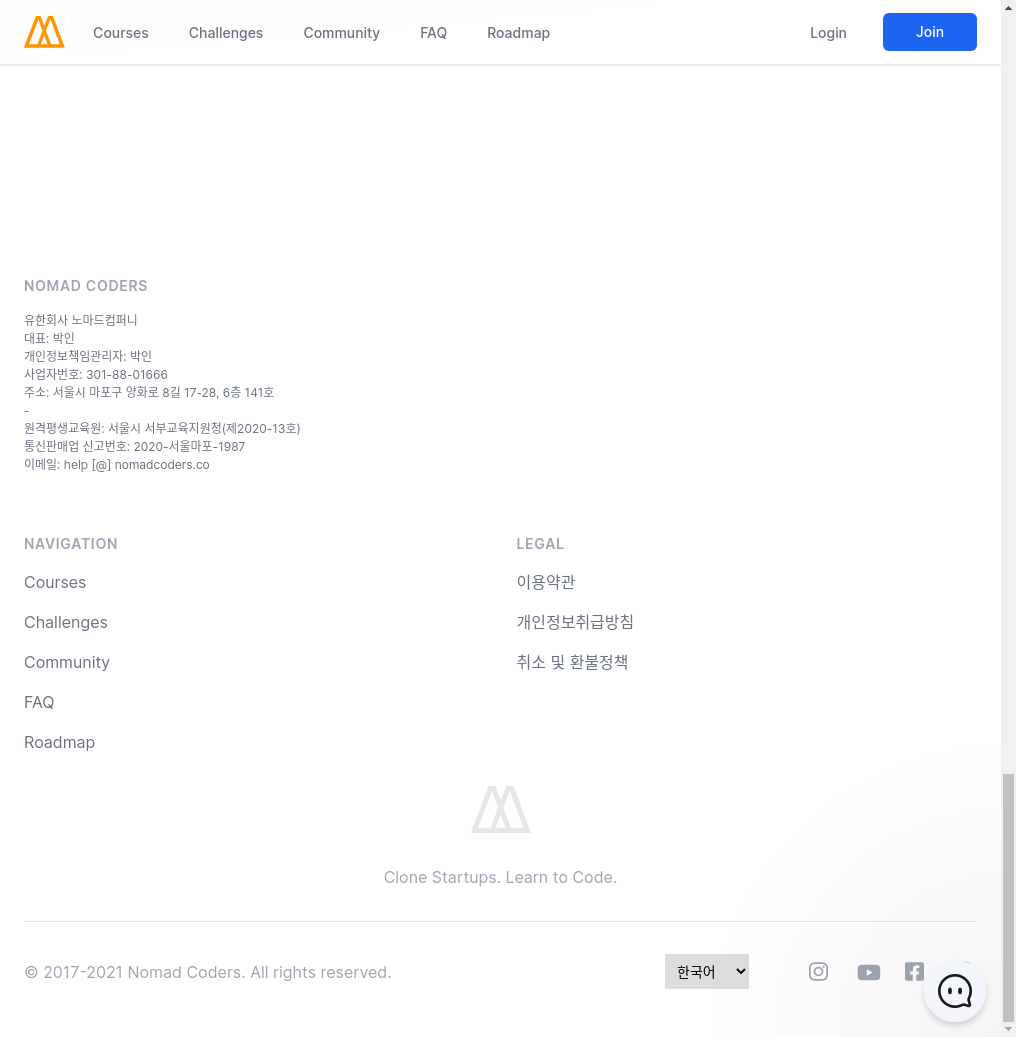 Courses Challenges Community FAQ Roadmap Login Join
NOMAD CODERS
유한회사 노마드컴퍼니
대표: 박인
개인정보책임관리자: 박인
사업자번호: 301-88-01666
주소: 서울시 마포구 양화로 8길 17-28, 6층 141호
-
원격평생교육원: 서울시 서부교육지원청(제2020-13호)
통신판매업 신고번호: 2020-서울마포-1987
이메일: help [@] nomadcoders.co
NAVIGATION
Courses
Challenges
Community
FAQ
Roadmap
LEGAL
이용약관
개인정보취급방침
취소 및 환불정책
Clone Startups. Learn to Code.
© 2017-2021 Nomad Coders. All rights reserved.
한국어